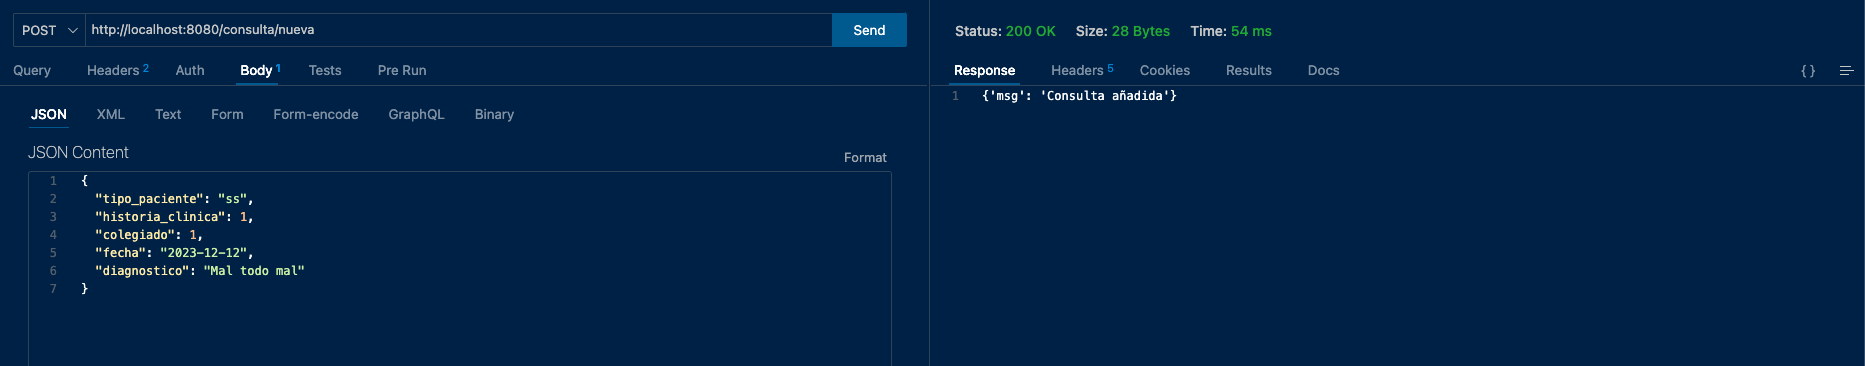 POST http://localhost:8080/consulta/nueva Send
Query Headers 2 Auth Body 1 Tests Pre Run
JSON XML Text Form Form-encode GraphQL Binary
JSON Content
Format
1 {
2 "tipo_paciente": "ss",
3 "historia_clinica": 1,
4 "colegiado": 1,
5 "fecha": "2023-12-12",
6 "diagnostico": "Mal todo mal"
7 }
Status: 200 OK Size: 28 Bytes Time: 54 ms
Response Headers 5 Cookies Results Docs { }
1 {'msg': 'Consulta añadida'}